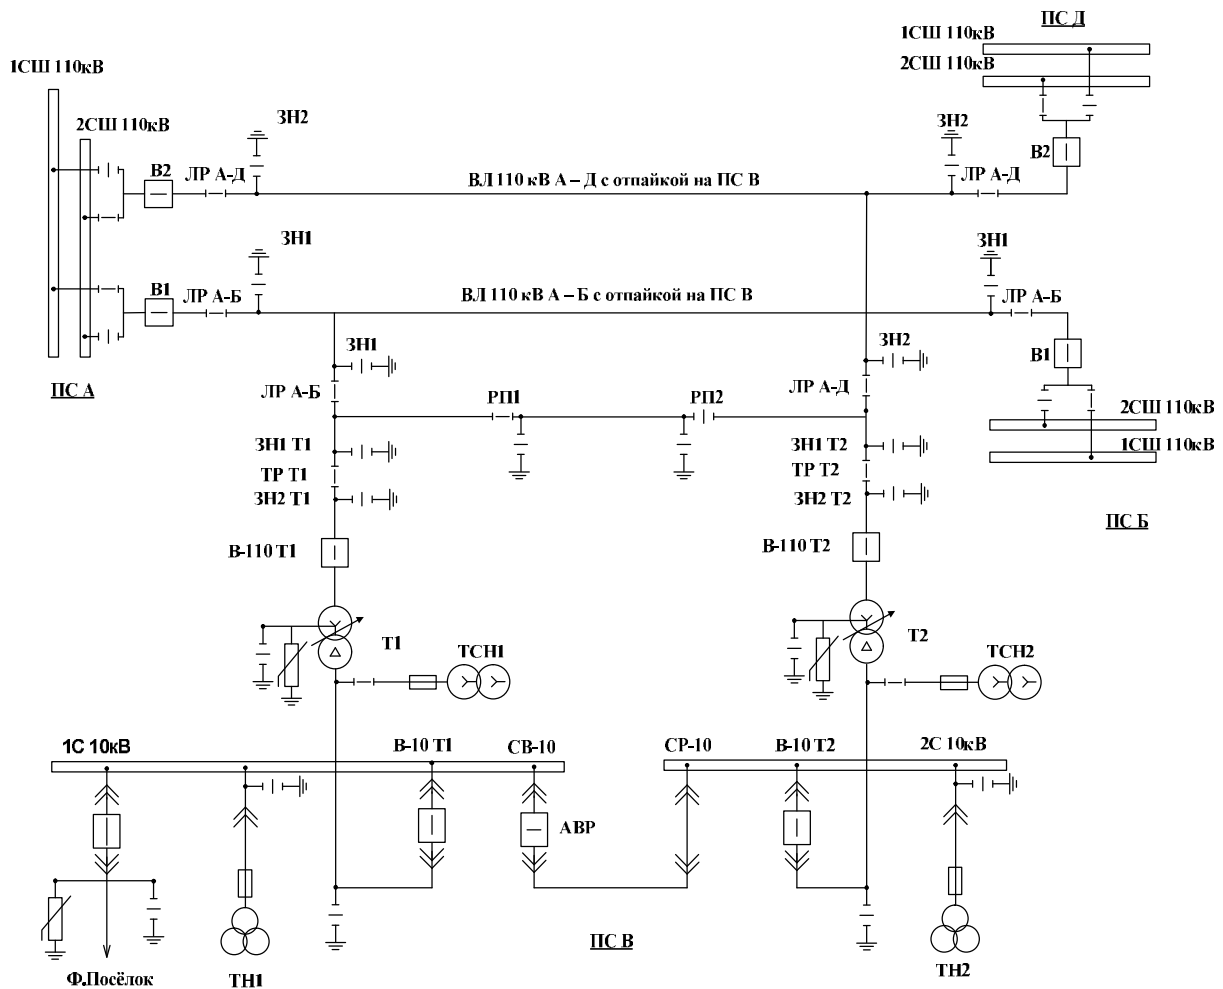 ПС Д
1СШ 110кВ
2СШ 110кВ
1СШ 110кВ
2СШ 110кВ
ЗН2
ЗН2
В2
В2
ЛР А-Д
ВЛ 110 кВ А – Д с отпайкой на ПС В
ЛР А-Д
ЗН1
ЗН1
В1
ЛР А-Б
ВЛ 110 кВ А – Б с отпайкой на ПС В
ЛР А-Б
ЗН1
ЗН2
В1
ПС А
ЛР А-Б
РП1
РП2
ЛР А-Д
2СШ 110кВ
1СШ 110кВ
ЗН1 Т1
ЗН1 Т2
ТР Т1
ТР Т2
ЗН2 Т1
ЗН2 Т2
ПС Б
В-110 Т1
В-110 Т2
Т1
Т2
ТСН1
ТСН2
1С 10кВ
В-10 Т1
СВ-10
СР-10
В-10 Т2
2С 10кВ
АВР
ПС В
Ф.Посёлок
ТН1
ТН2